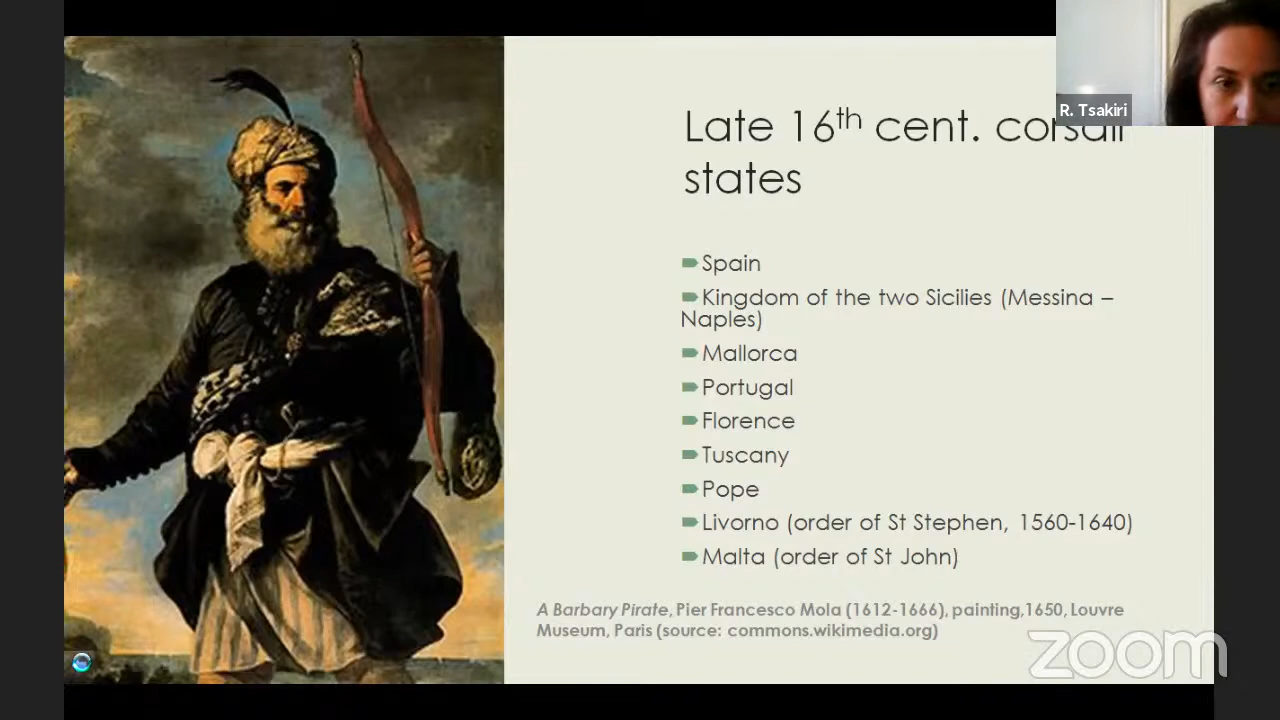 R. Tsakiri
Late 16th cent. corsair
states
Spain
Kingdom of the two Sicilies (Messina –
Naples)
Mallorca
Portugal
Florence
Tuscany
Pope
Livorno (order of St Stephen, 1560-1640)
Malta (order of St John)
A Barbary Pirate, Pier Francesco Mola (1612-1666), painting,1650, Louvre
Museum, Paris (source: commons.wikimedia.org)
zoom